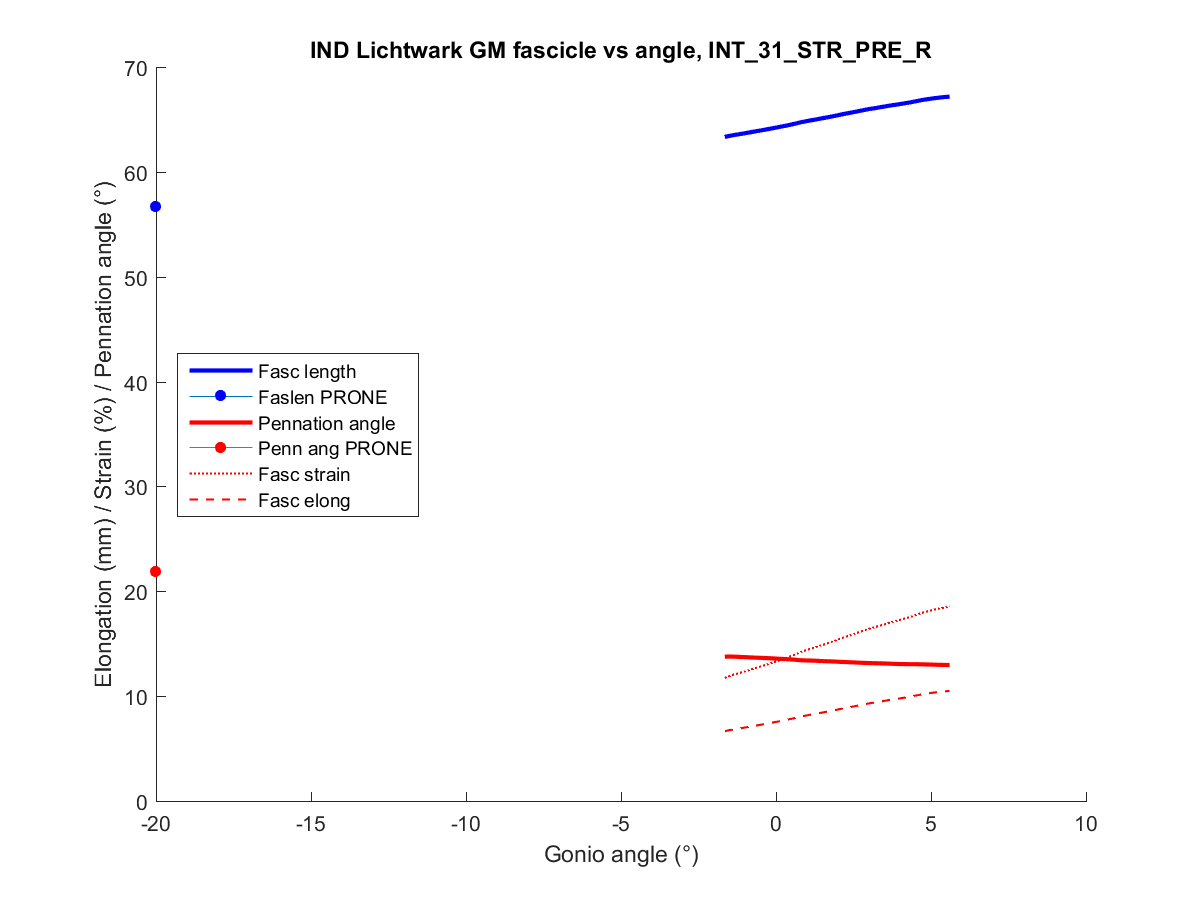 IND Lichtwark GM fascicle vs angle, INT_31_STR_PRE_R
Elongation (mm) / Strain (%) / Pennation angle (°)
70
60
50
40
30
20
10
0
Fasc length
Faslen PRONE
Pennation angle
Penn ang PRONE
Fasc strain
Fasc elong
-20
-15
-10
-5
0
5
10
Gonio angle (°)